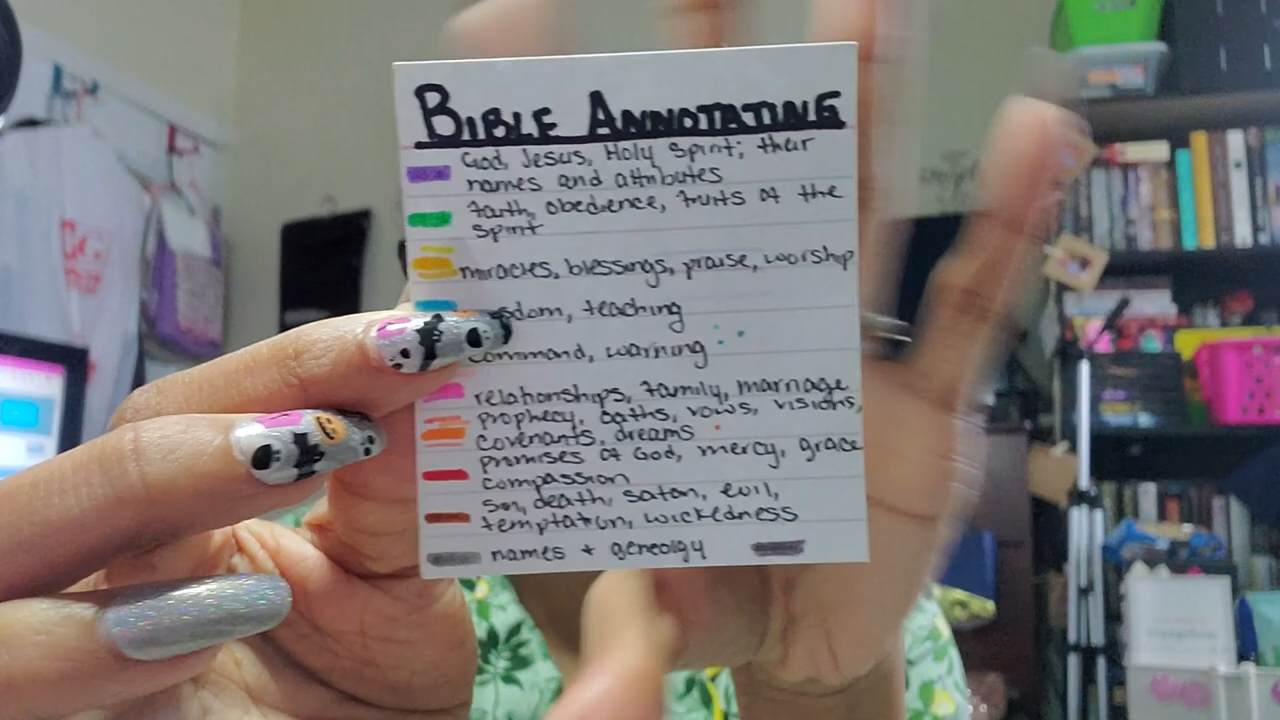 BIBLE ANNOTATING
God, Jesus, Holy Spirit; their
names and attributes
faith, obedience, fruits of the
spirit
miracles, blessings, praise, worship
teaching
command, warning
relationships, family, marriage
prophecy, oaths, vows, visions,
covenants, dreams
promises of God, mercy, grace
compassion
sin, death, satan, evil,
temptation, wickedness
names + geneolgy